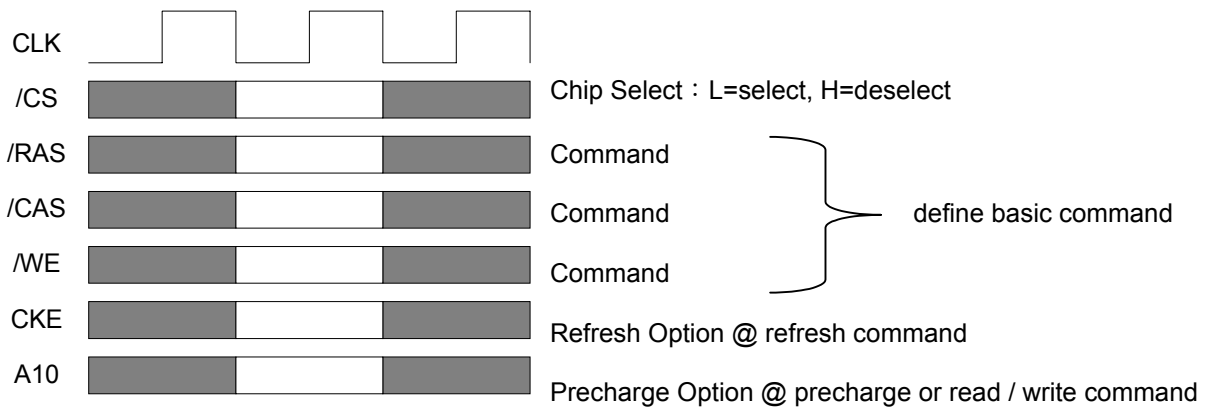 CLK
/CS Chip Select：L=select, H=deselect
/RAS Command
/CAS Command
define basic command
/WE Command
CKE Refresh Option @ refresh command
A10 Precharge Option @ precharge or read / write command